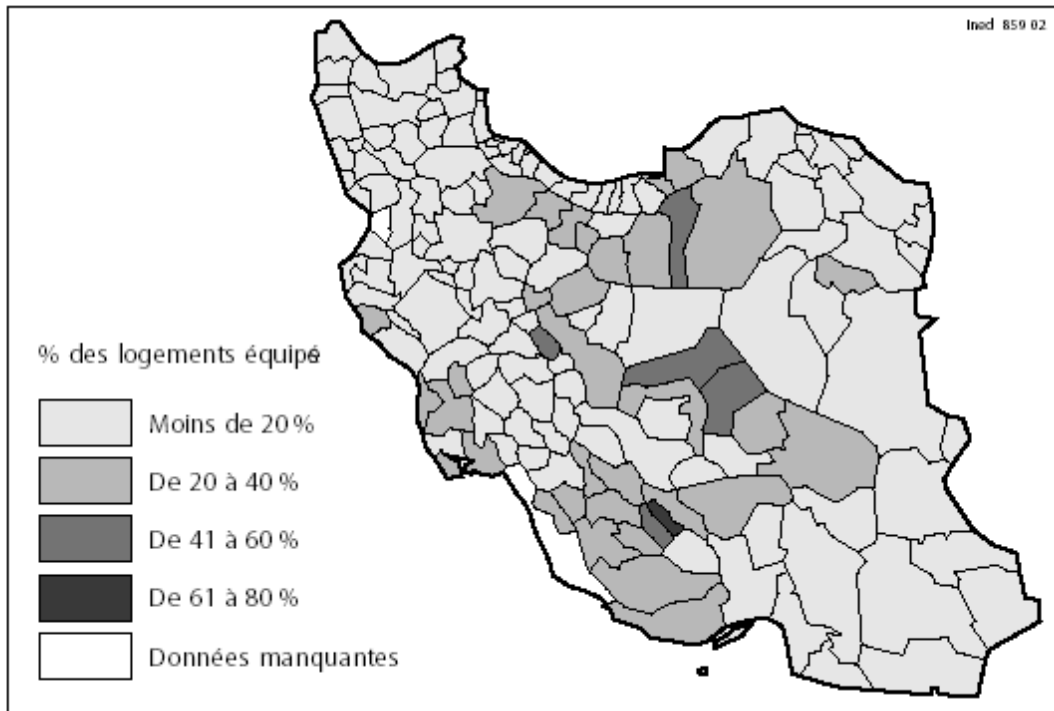 Ined 859 02
% des logements équipé
Moins de 20 %
De 20 à 40 %
De 41 à 60 %
De 61 à 80 %
Données manquantes